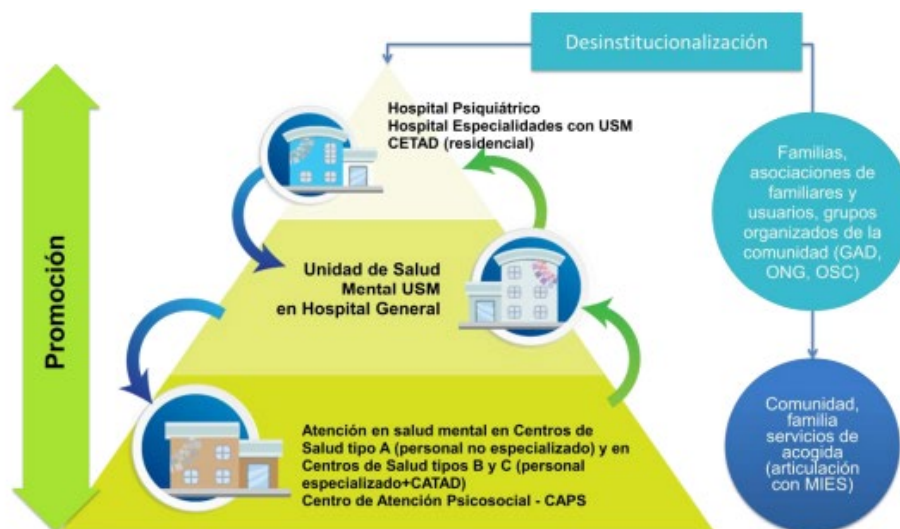 Desinstitucionalización
Hospital Psiquiátrico
Hospital Especialidades con USM
CETAD (residencial)
Familias,
asociaciones de
familiares y
usuarios, grupos
organizados de la
comunidad (GAD,
ONG, OSC)
Promoción
Unidad de Salud
Mental USM
en Hospital General
Atención en salud mental en Centros de
Salud tipo A (personal no especializado) y en
Centros de Salud tipos B y C (personal
especializado+CATAD)
Centro de Atención Psicosocial - CAPS
Comunidad,
familia
servicios de
acogida
(articulación
con MIES)